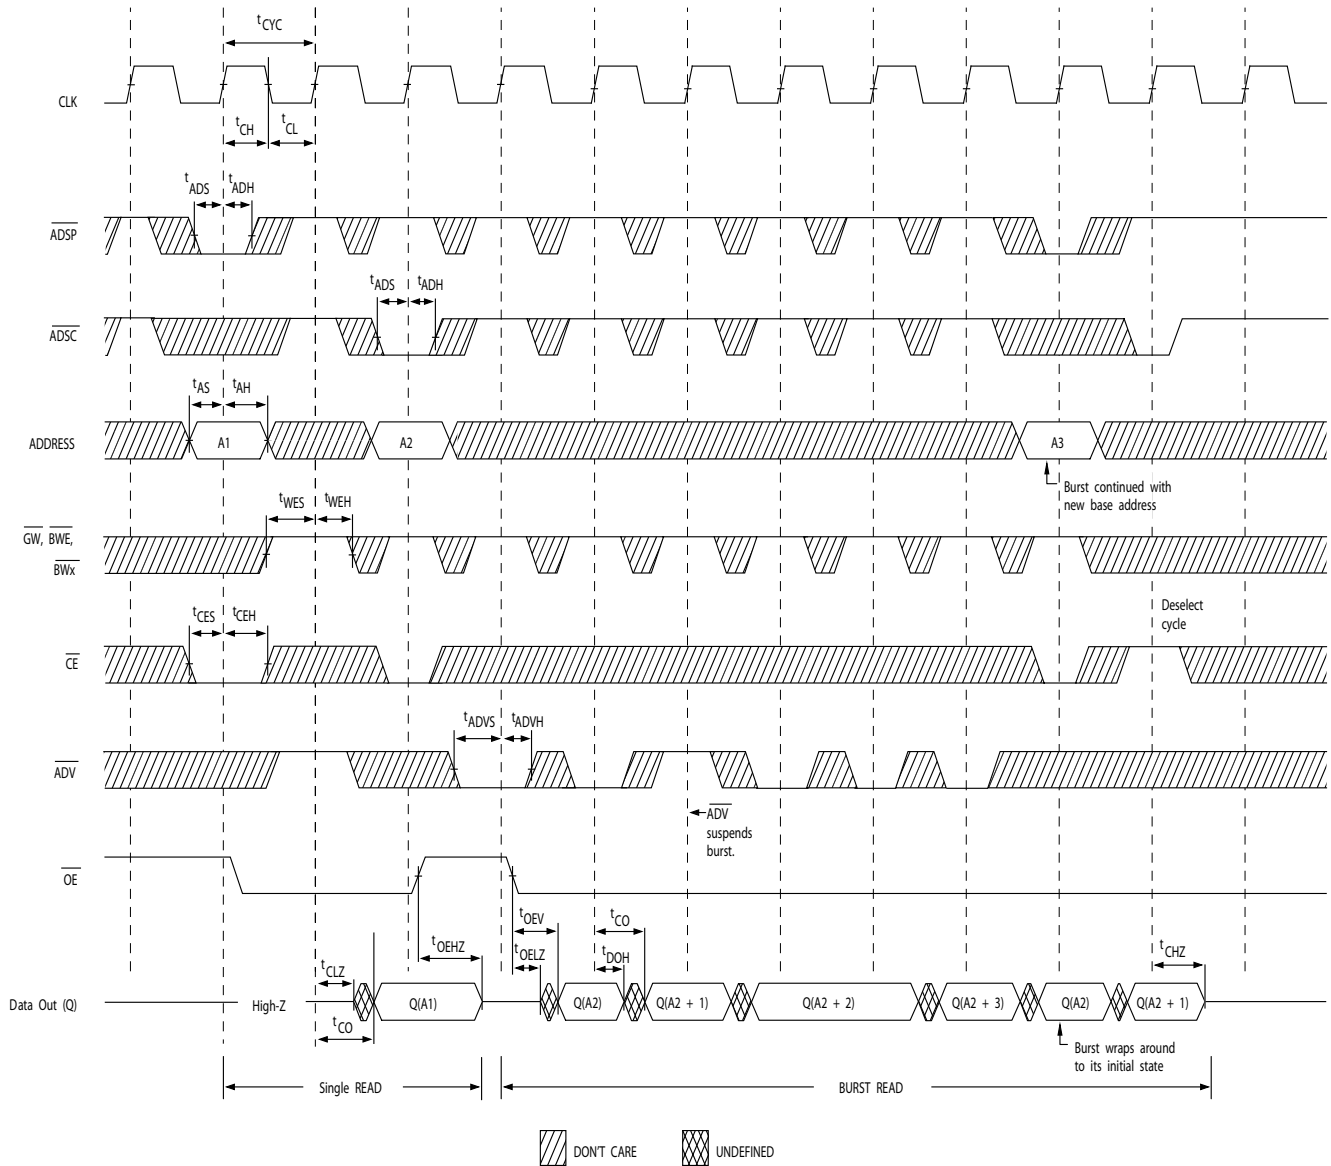 tCYC
CLK
tCH
tCL
tADS
tADH
ADSP
tADS
tADH
ADSC
tAS
tAH
ADDRESS
A1
A2
A3
Burst continued with
new base address
tWES
tWEH
GW, BWE,
BWx
Deselect
cycle
tCES
tCEH
CE
tADVS
tADVH
ADV
ADV
suspends
burst.
OE
tOEV
tCO
tOEHZ
tOELZ
tDOH
tCHZ
tCLZ
Data Out (Q)
High-Z
Q(A1)
Q(A2)
Q(A2 + 1)
Q(A2 + 2)
Q(A2 + 3)
Q(A2)
Q(A2 + 1)
tCO
Burst wraps around
to its initial state
Single READ
BURST READ
DON'T CARE
UNDEFINED